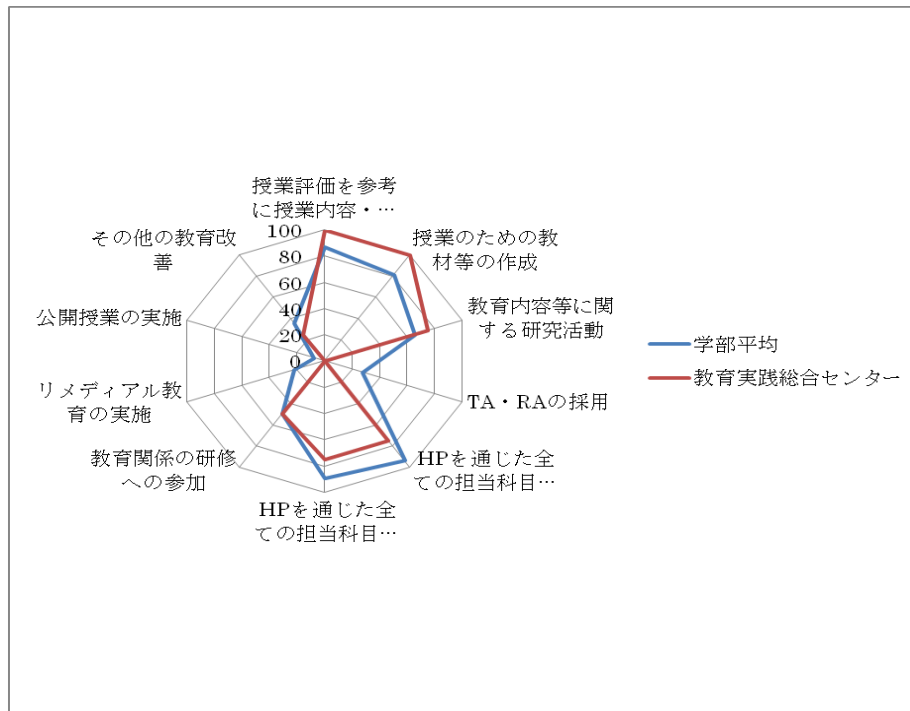 授業評価を参考
に授業内容・…
授業のための教
材等の作成
教育内容等に関
する研究活動
TA・RAの採用
HPを通じた全
ての担当科目…
HPを通じた全
ての担当科目…
教育関係の研修
への参加
リメディアル教
育の実施
公開授業の実施
その他の教育改
善
100
80
60
40
20
0
学部平均
教育実践総合センター